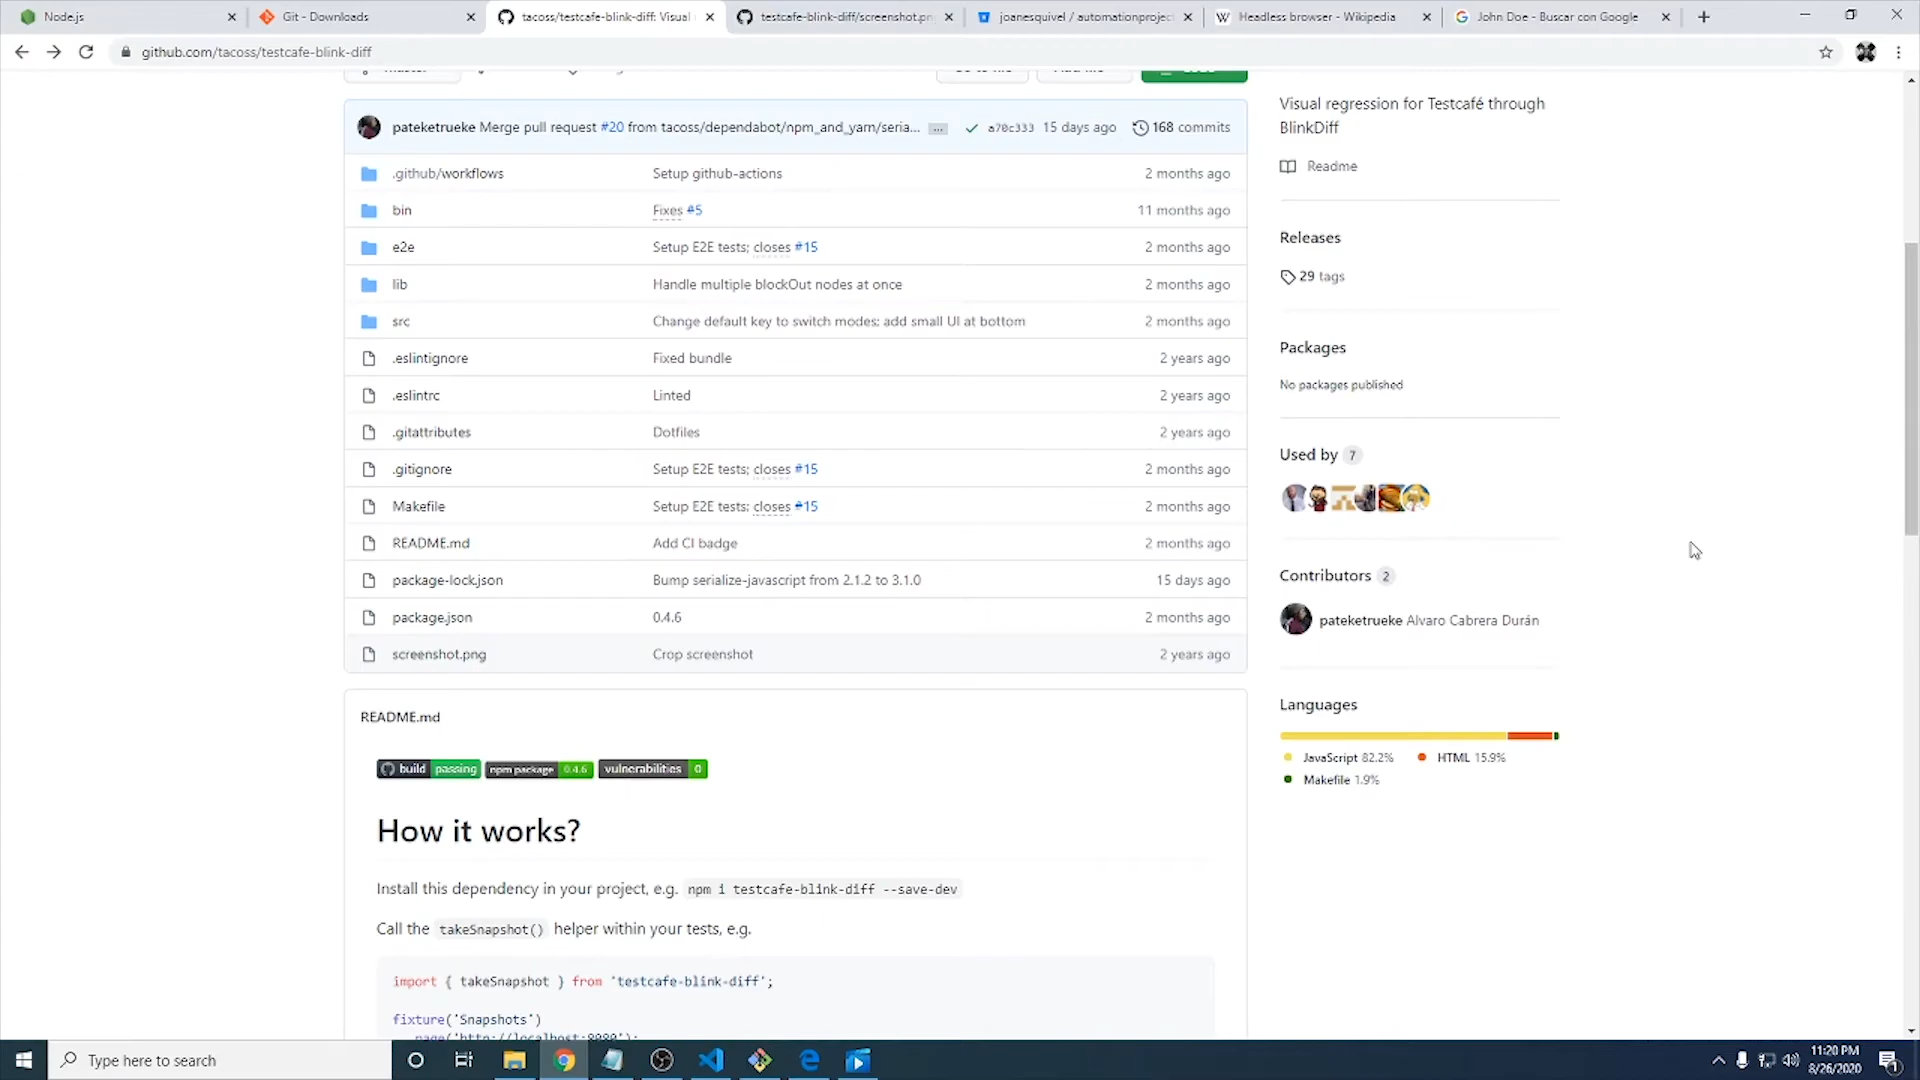 Node.js
Git - Downloads
tacoss/testcafe-blink-diff: Visual
testcafe-blink-diff/screenshot.pn
joanesquivel / automationproject
Headless browser - Wikipedia
John Doe - Buscar con Google
github.com/tacoss/testcafe-blink-diff
pateketrueke Merge pull request #20 from tacoss/dependabot/npm_and_yarn/seria... ... a70c333 15 days ago 168 commits
.github/workflows Setup github-actions 2 months ago
bin Fixes #5 11 months ago
e2e Setup E2E tests; closes #15 2 months ago
lib Handle multiple blockOut nodes at once 2 months ago
src Change default key to switch modes; add small UI at bottom 2 months ago
.eslintignore Fixed bundle 2 years ago
.eslintrc Linted 2 years ago
.gitattributes Dotfiles 2 years ago
.gitignore Setup E2E tests; closes #15 2 months ago
Makefile Setup E2E tests; closes #15 2 months ago
README.md Add CI badge 2 months ago
package-lock.json Bump serialize-javascript from 2.1.2 to 3.1.0 15 days ago
package.json 0.4.6 2 months ago
screenshot.png Crop screenshot 2 years ago
README.md
build passing npm package 0.4.6 vulnerabilities 0
How it works?
Install this dependency in your project, e.g. npm i testcafe-blink-diff --save-dev
Call the takeSnapshot() helper within your tests, e.g.
import { takeSnapshot } from 'testcafe-blink-diff';
fixture('Snapshots')
.page('http://localhost:8080');
Visual regression for Testcafé through
BlinkDiff
Readme
Releases
29 tags
Packages
No packages published
Used by 7
Contributors 2
pateketrueke Alvaro Cabrera Durán
Languages
JavaScript 82.2% HTML 15.9%
Makefile 1.9%
Type here to search
11:20 PM
8/26/2020
1